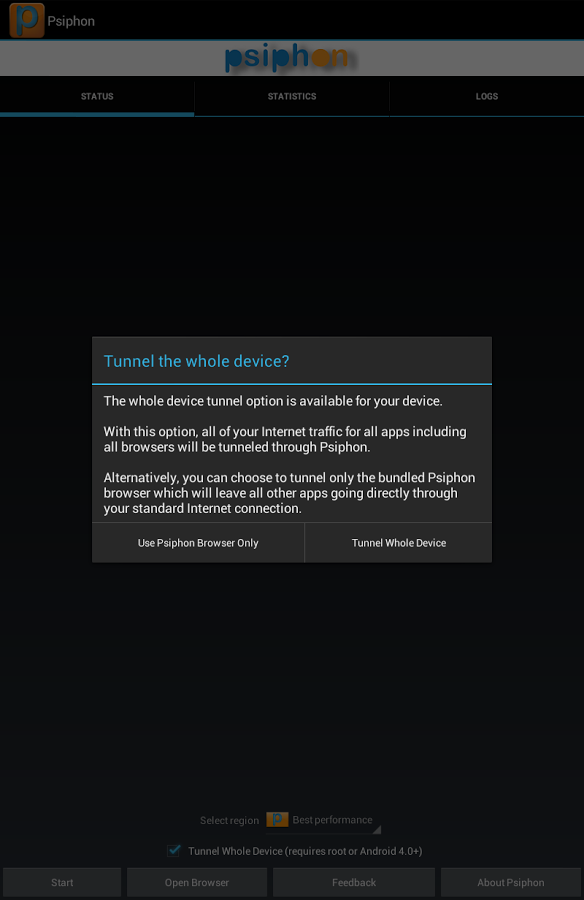 Psiphon
psiphon
STATUS
STATISTICS
LOGS
Tunnel the whole device?
The whole device tunnel option is available for your device.
With this option, all of your Internet traffic for all apps including
all browsers will be tunneled through Psiphon.
Alternatively, you can choose to tunnel only the bundled Psiphon
browser which will leave all other apps going directly through
your standard Internet connection.
Use Psiphon Browser Only
Tunnel Whole Device
Select region
Best performance
Tunnel Whole Device (requires root or Android 4.0+)
Start
Open Browser
Feedback
About Psiphon